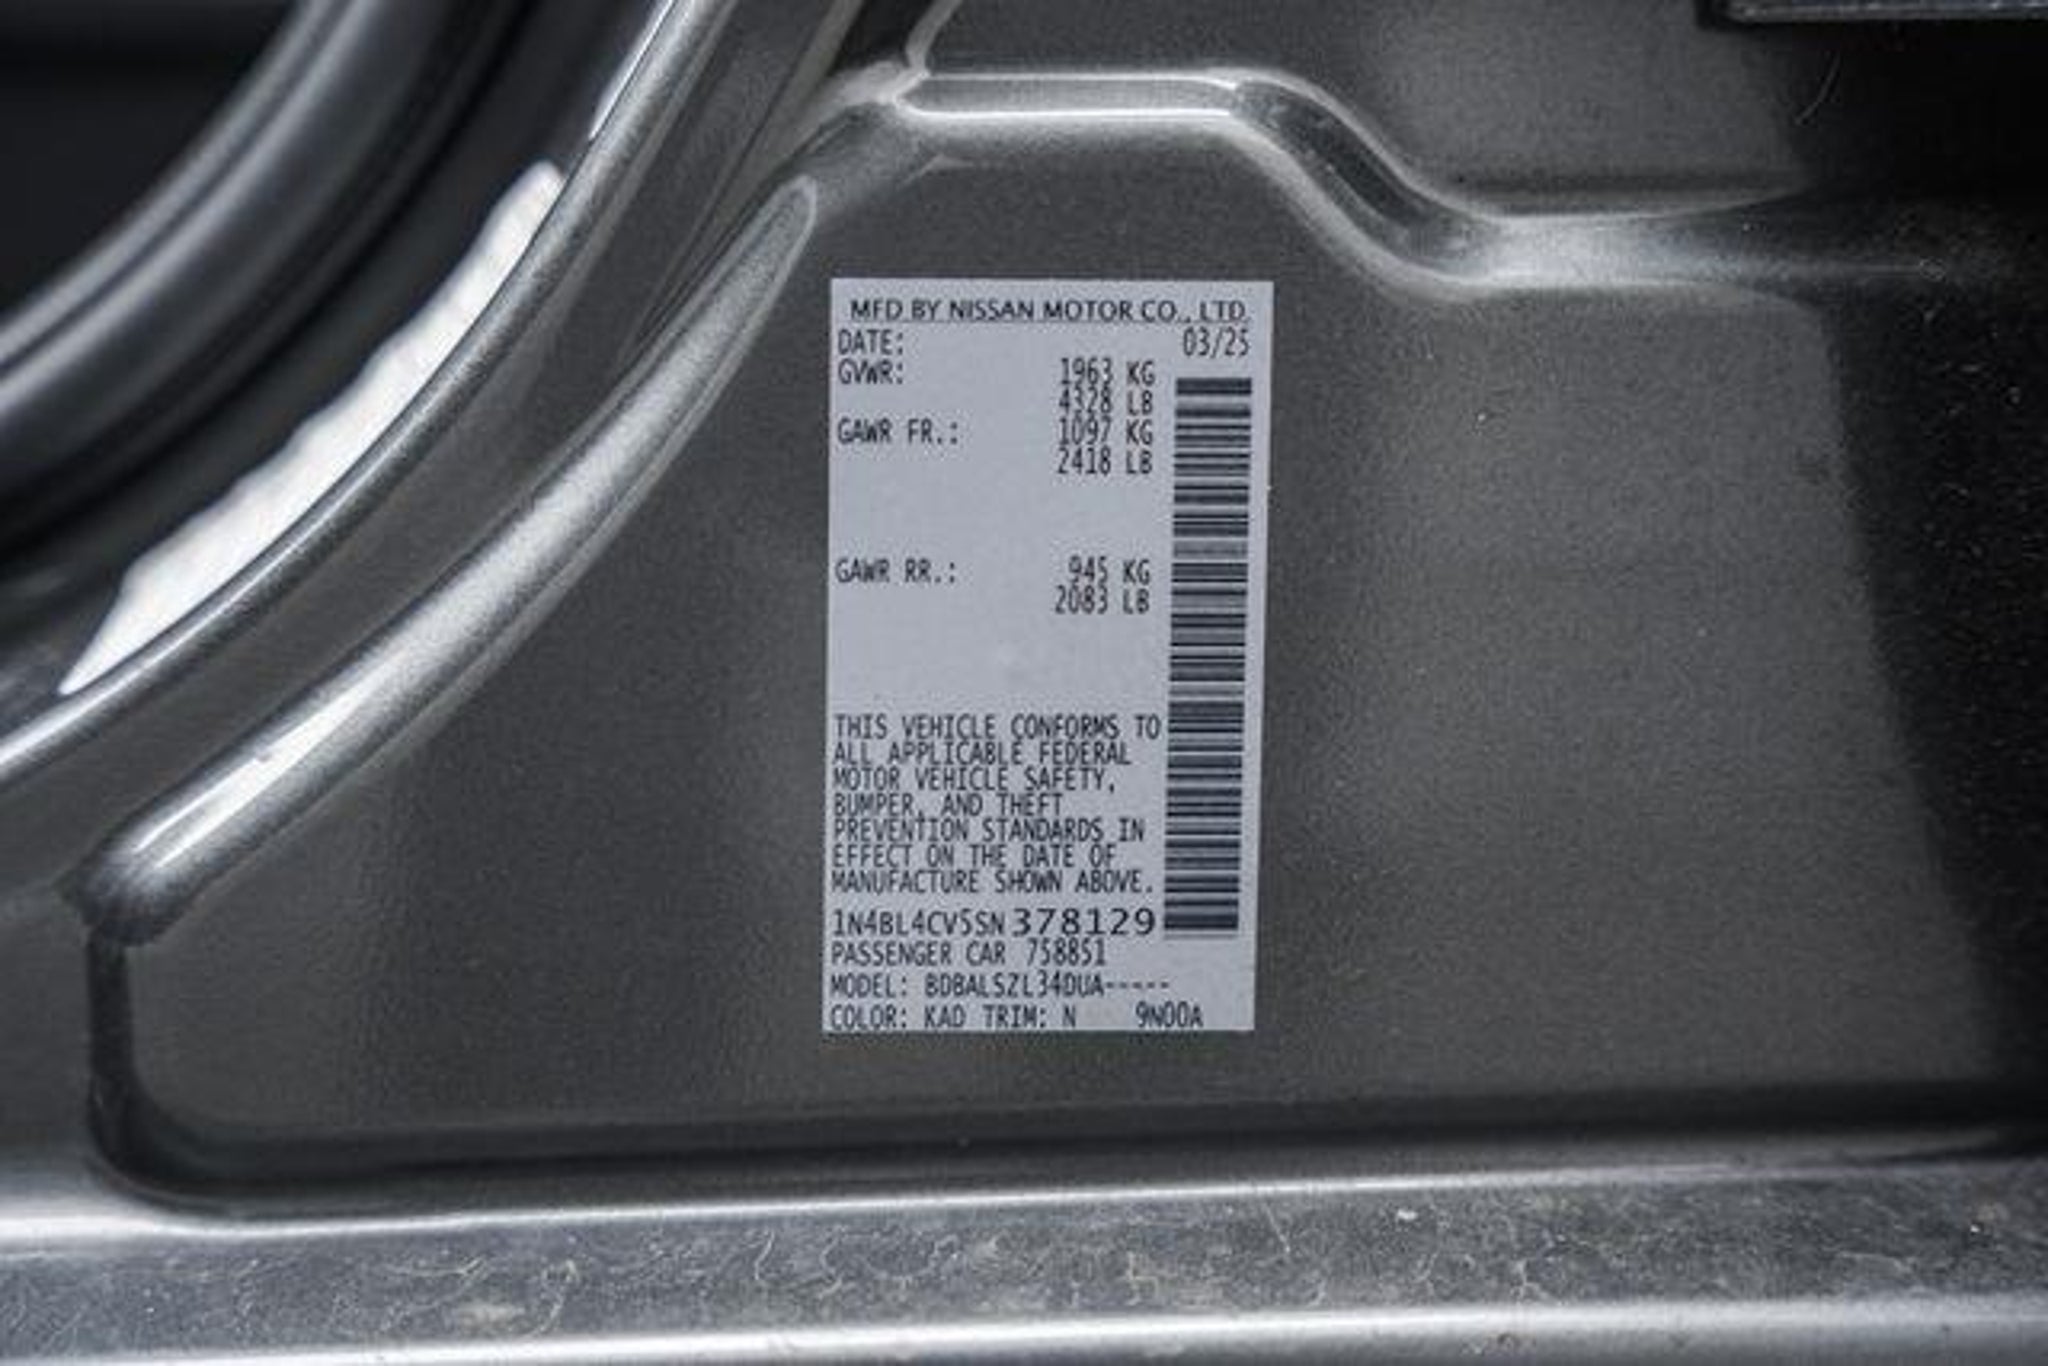 MFD BY NISSAN MOTOR CO., LTD.
DATE: 03/25
GVWR: 1963 KG
4328 LB
GAWR FR.: 1097 KG
2418 LB
GAWR RR.: 945 KG
2083 LB
THIS VEHICLE CONFORMS TO
ALL APPLICABLE FEDERAL
MOTOR VEHICLE SAFETY,
BUMPER, AND THEFT
PREVENTION STANDARDS IN
EFFECT ON THE DATE OF
MANUFACTURE SHOWN ABOVE.
1N4BL4CV5SN378129
PASSENGER CAR 758851
MODEL: BDBALSZL34DUA-----
COLOR: KAD TRIM: N 9N00A